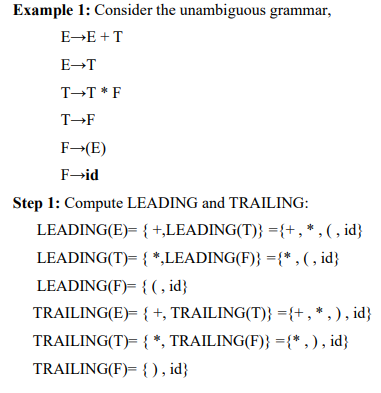 Example 1: Consider the unambiguous grammar,
E→E + T
E→T
T→T * F
T→F
F→(E)
F→id
Step 1: Compute LEADING and TRAILING:
LEADING(E)= { +,LEADING(T)} ={+ , * , ( , id}
LEADING(T)= { *,LEADING(F)} ={* , ( , id}
LEADING(F)= { ( , id}
TRAILING(E)= { +, TRAILING(T)} ={+ , * , ) , id}
TRAILING(T)= { *, TRAILING(F)} ={* , ) , id}
TRAILING(F)= { ) , id}